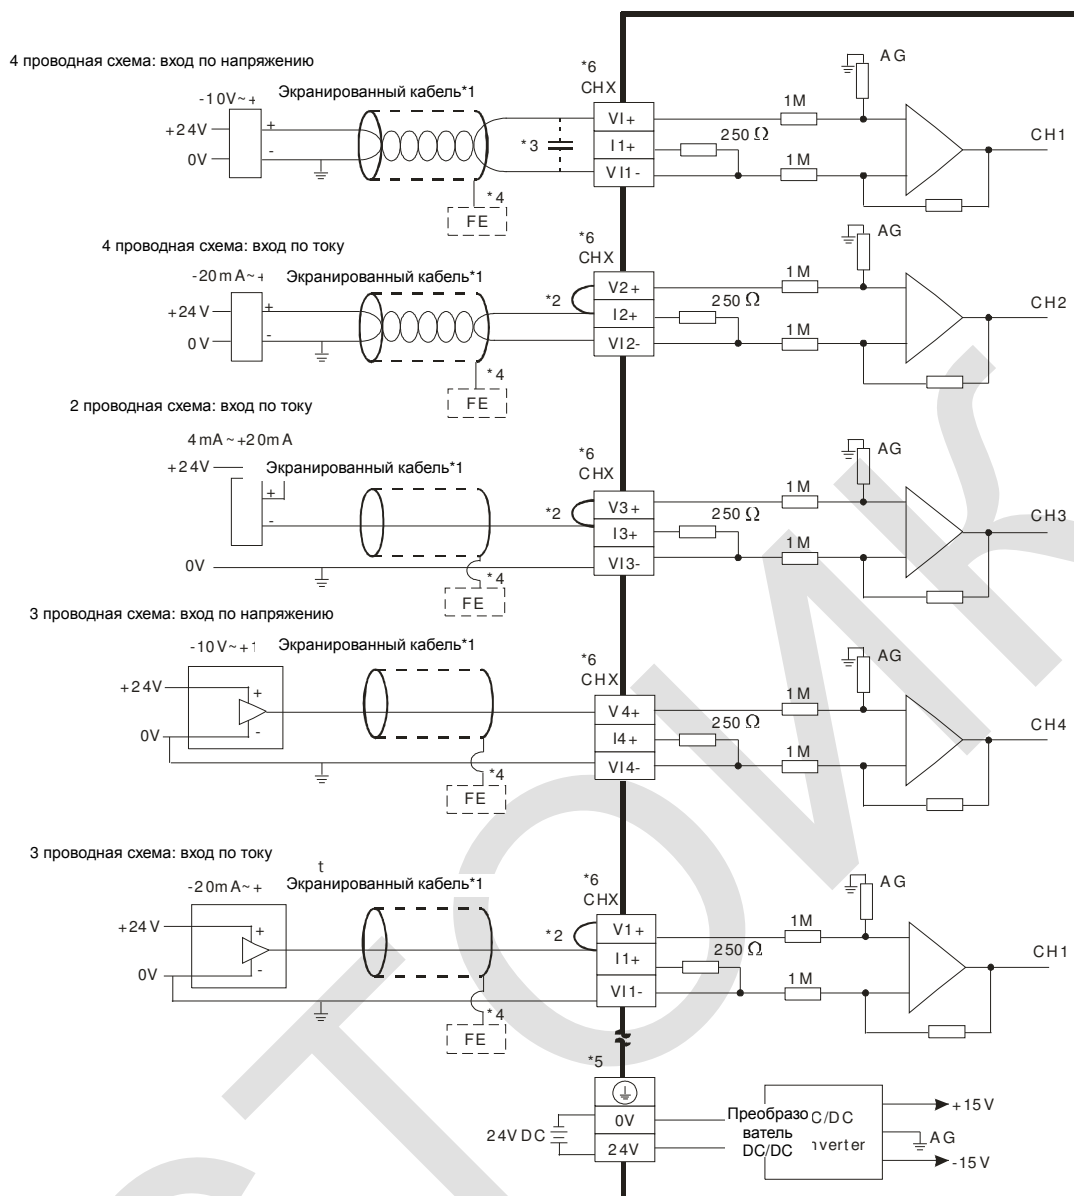 4 проводная схема: вход по напряжению
-10V~+
Экранированный кабель*1
+24V
+
0V
-
*3
*4
FE
*6
CHX
VI+
I1+
VI1-
250 Ω
1M
1M
AG
CH1
4 проводная схема: вход по току
-20mA~+
Экранированный кабель*1
+24V
+
0V
-
*2
*4
FE
*6
CHX
V2+
I2+
VI2-
250 Ω
1M
1M
AG
CH2
2 проводная схема: вход по току
4mA~+20mA
+24V
Экранированный кабель*1
+
-
0V
*2
*4
FE
*6
CHX
V3+
I3+
VI3-
250 Ω
1M
1M
AG
CH3
3 проводная схема: вход по напряжению
-10V~+1
Экранированный кабель*1
+24V
+
0V
-
*4
FE
*6
CHX
V4+
I4+
VI4-
250 Ω
1M
1M
AG
CH4
3 проводная схема: вход по току
t
-20mA~+
Экранированный кабель*1
+24V
+
0V
-
*2
*4
FE
*6
CHX
V1+
I1+
VI1-
250 Ω
1M
1M
AG
CH1
*5
24VDC
0V
24V
Преобразо
ватель
DC/DC
C/DC
nverter
+15V
AG
-15V